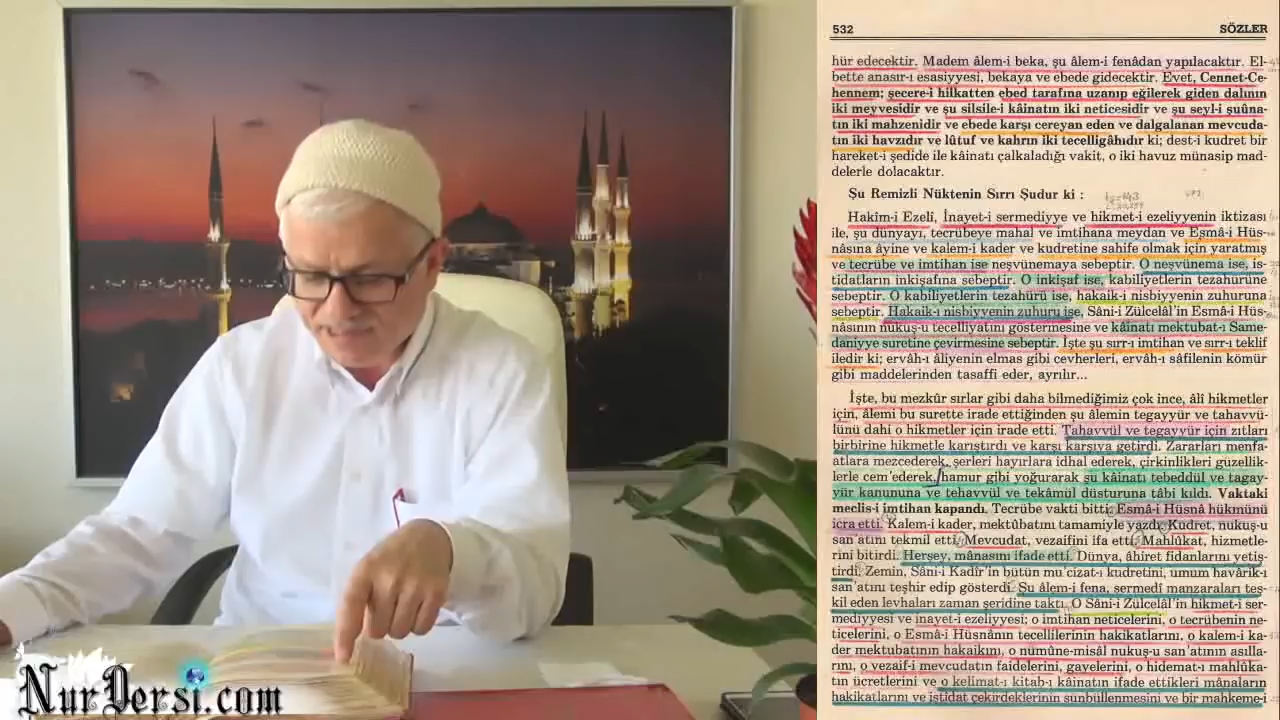 532
SÖZLER
hür edecektir. Madem âlem-i beka, şu âlem-i fenâdan yapılacaktır. El-
bette anasır-ı esasiyyesi, bekaya ve ebede gidecektir. Evet, Cennet-Ce-
hennem; şecere-i hilkatten ebed tarafına uzanıp eğilerek giden dalının
iki meyvesidir ve şu silsile-i kâinatın iki neticesidir ve şu seyl-i şuûna-
tın iki mahzenidir ve ebede karşı cereyan eden ve dalgalanan mevcuda-
tın iki havzıdır ve lûtuf ve kahrın iki tecelligâhıdır ki; dest-i kudret bir
hareket-i şedide ile kâinatı çalkaladığı vakit, o iki havuz münasip mad-
delerle dolacaktır.
Şu Remizli Nüktenin Sırrı Şudur ki :
Hakîm-i Ezelî, İnayet-i sermediyye ve hikmet-i ezeliyyenin iktizası
ile, şu dünyayı, tecrübeye mahal ve imtihana meydan ve Esmâ-i Hüs-
nâsına âyine ve kalem-i kader ve kudretine sahife olmak için yaratmış
ve tecrübe ve imtihan ise neşvünemaya sebeptir. O neşvünema ise, is-
tidatların inkişafına sebeptir. O inkişaf ise, kabiliyetlerin tezahürüne
sebeptir. O kabiliyetlerin tezahürü ise, hakaik-i nisbiyyenin zuhuruna
sebeptir. Hakaik-i nisbiyyenin zuhuru ise, Sâni-i Zülcelâl'in Esmâ-i Hüs-
nâsının nukuş-u tecelliyatını göstermesine ve kâinatı mektubat-ı Same-
dâniyye suretine çevirmesine sebeptir. İşte şu sırr-ı imtihan ve sırr-ı teklif
iledir ki; ervâh-ı âliyenin elmas gibi cevherleri, ervâh-ı sâfilenin kömür
gibi maddelerinden tasaffi eder, ayrılır...
İşte, bu mezkûr sırlar gibi daha bilmediğimiz çok ince, âli hikmetler
için, âlemi bu surette irade ettiğinden şu âlemin tegayyür ve tahavvü-
lünü dahi o hikmetler için irade etti. Tahavvül ve tegayyür için zıtları
birbirine hikmetle karıştırdı ve karşı karşıya getirdi. Zararları menfa-
atlara mezcederek, şerleri hayırlara idhal ederek, çirkinlikleri güzellik-
lerle cem'ederek, hamur gibi yoğurarak şu kâinatı tebeddül ve tagay-
yür kanununa ve tehavvül ve tekâmül düsturuna tâbi kıldı. Vaktaki
meclis-i imtihan kapandı. Tecrübe vakti bitti. Esmâ-i Hüsnâ hükmünü
icra etti. Kalem-i kader, mektûbatını tamamiyle yazdı. Kudret, nukuş-u
san'atını tekmil etti. Mevcudat, vezaifini ifa etti. Mahlûkat, hizmetle-
rini bitirdi. Herşey, mânasını ifade etti. Dünya, âhiret fidanlarını yetiş-
tirdi. Zemin, Sâni-i Kadîr'in bütün mu'cizat-ı kudretini, umum havârik-ı
san'atını teşhir edip gösterdi. Şu âlem-i fena, sermedî manzaraları teş-
kil eden levhaları zaman şeridine taktı. O Sâni-i Zülcelâl'in hikmet-i ser-
mediyyesi ve inayet-i ezeliyyesi; o imtihan neticelerini, o tecrübenin ne-
ticelerini, o Esmâ-i Hüsnânın tecellilerinin hakikatlarını, o kalem-i ka-
der mektubatının hakaikını, o numûne-misâl nukuş-u san'atının asılla-
rını, o vezaif-i mevcudatın faidelerini, gayelerini, o hidemat-ı mahlûka-
tın ücretlerini ve o kelimat-ı kitab-ı kâinatın ifade ettikleri mânaların
hakikatlarını ve istidat çekirdeklerinin sünbüllenmesini ve bir mahkeme-i
NurDersi.com